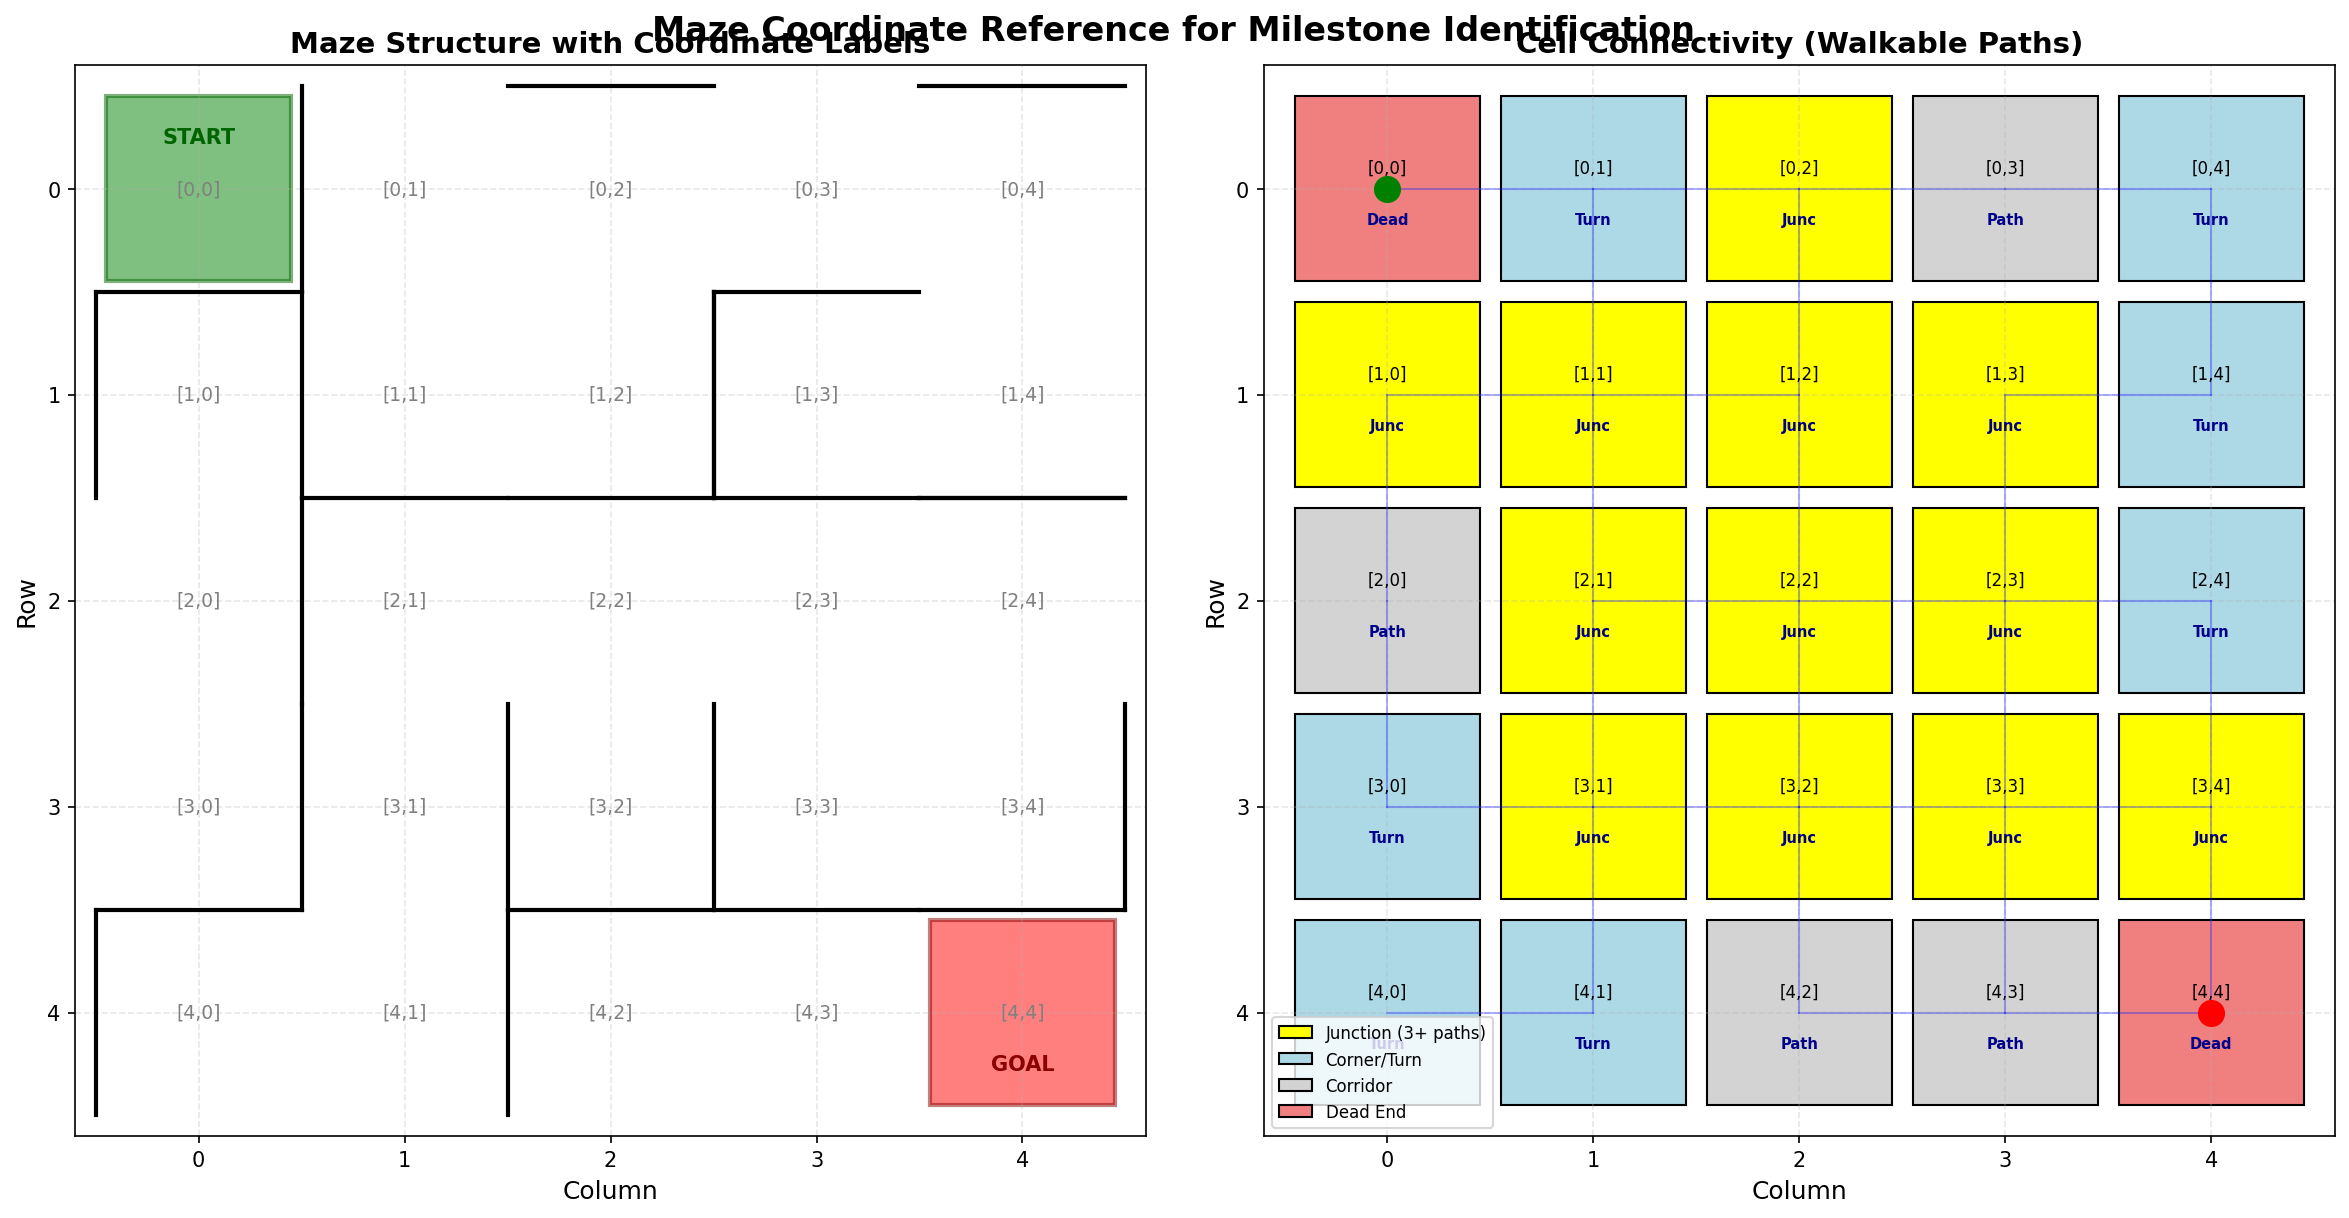 Maze Coordinate Reference for Milestone Identification
Maze Structure with Coordinate Labels
START
[0,0] [0,1] [0,2] [0,3] [0,4]
[1,0] [1,1] [1,2] [1,3] [1,4]
[2,0] [2,1] [2,2] [2,3] [2,4]
[3,0] [3,1] [3,2] [3,3] [3,4]
[4,0] [4,1] [4,2] [4,3] [4,4]
GOAL
0
1
2
3
4
Row
0 1 2 3 4
Column
Cell Connectivity (Walkable Paths)
[0,0] [0,1] [0,2] [0,3] [0,4]
Dead Turn Junc Path Turn
[1,0] [1,1] [1,2] [1,3] [1,4]
Junc Junc Junc Junc Turn
[2,0] [2,1] [2,2] [2,3] [2,4]
Path Junc Junc Junc Turn
[3,0] [3,1] [3,2] [3,3] [3,4]
Turn Junc Junc Junc Junc
[4,0] [4,1] [4,2] [4,3] [4,4]
Turn Turn Path Path Dead
Junction (3+ paths)
Corner/Turn
Corridor
Dead End
0
1
2
3
4
Row
0 1 2 3 4
Column